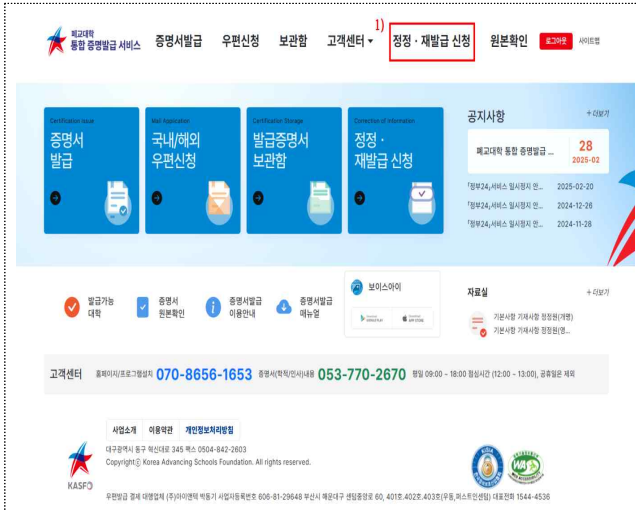 1)
폐교대학
통합 증명발급 서비스
증명서발급 우편신청 보관함 고객센터 정정 · 재발급 신청 원본확인 로그아웃 사이트맵
Certification Issue
증명서
발급
Mail Application
국내/해외
우편신청
Certification Storage
발급증명서
보관함
Correction of Information
정정 ·
재발급 신청
공지사항 +더보기
폐교대학 통합 증명발급 ... 28
2025-02
「정부24」서비스 일시정지 안... 2025-02-20
「정부24」서비스 일시정지 안... 2024-12-26
「정부24」서비스 일시정지 안... 2024-11-28
발급가능
대학
증명서
원본확인
증명서발급
이용안내
증명서발급
매뉴얼
보이스아이
자료실 +더보기
기본사항 기재사항 정정원(개명)
기본사항 기재사항 정정원(영...
고객센터 홈페이지/프로그램설치 070-8656-1653 증명서(학적/인사)내용 053-770-2670 평일 09:00 ~ 18:00 점심시간 (12:00 ~ 13:00), 공휴일은 제외
사업소개 이용약관 개인정보처리방침
대구광역시 동구 혁신대로 345 팩스 0504-842-2603
Copyrightⓒ Korea Advancing Schools Foundation. All rights reserved.
KASFO
WA
우편발급 결제 대행업체 (주)아이앤텍 박동기 사업자등록번호 606-81-29648 부산시 해운대구 센텀중앙로 60, 401호.402호.403호(우동,퍼스트인센텀) 대표전화 1544-4536